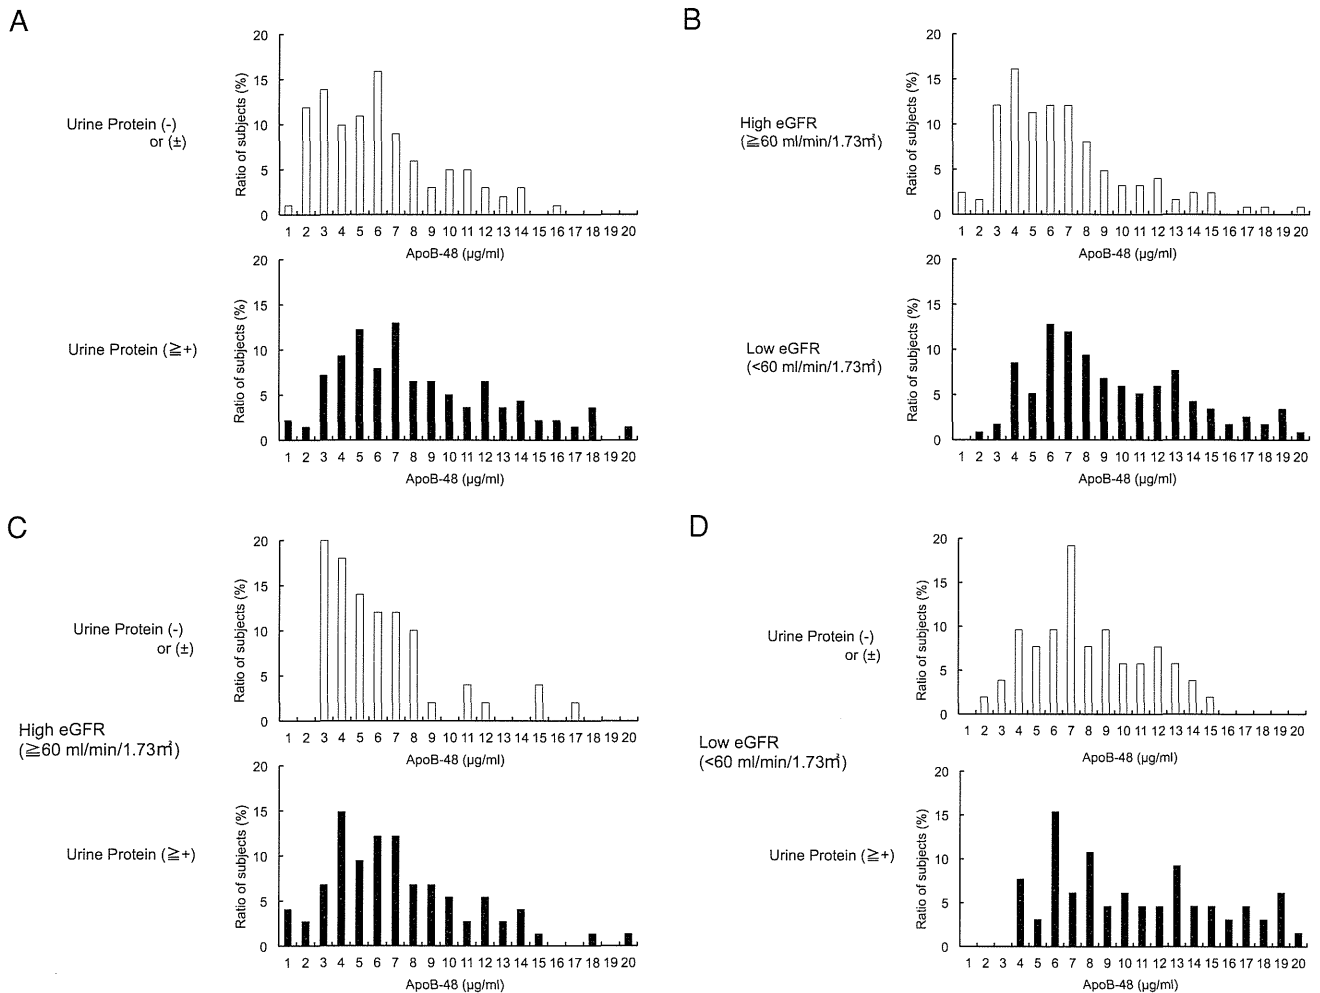 A
Urine Protein (-)
or (±)
Ratio of subjects (%)
20
15
10
5
0
1 2 3 4 5 6 7 8 9 10 11 12 13 14 15 16 17 18 19 20
ApoB-48 (µg/ml)
Urine Protein (≧+)
Ratio of subjects (%)
20
15
10
5
0
1 2 3 4 5 6 7 8 9 10 11 12 13 14 15 16 17 18 19 20
ApoB-48 (µg/ml)
B
High eGFR
(≧60 ml/min/1.73㎡)
Ratio of subjects (%)
20
15
10
5
0
1 2 3 4 5 6 7 8 9 10 11 12 13 14 15 16 17 18 19 20
ApoB-48 (µg/ml)
Low eGFR
(<60 ml/min/1.73㎡)
Ratio of subjects (%)
20
15
10
5
0
1 2 3 4 5 6 7 8 9 10 11 12 13 14 15 16 17 18 19 20
ApoB-48 (µg/ml)
C
High eGFR
(≧60 ml/min/1.73㎡)
Urine Protein (-)
or (±)
Ratio of subjects (%)
20
15
10
5
0
1 2 3 4 5 6 7 8 9 10 11 12 13 14 15 16 17 18 19 20
ApoB-48 (µg/ml)
Urine Protein (≧+)
Ratio of subjects (%)
20
15
10
5
0
1 2 3 4 5 6 7 8 9 10 11 12 13 14 15 16 17 18 19 20
ApoB-48 (µg/ml)
D
Low eGFR
(<60 ml/min/1.73㎡)
Urine Protein (-)
or (±)
Ratio of subjects (%)
20
15
10
5
0
1 2 3 4 5 6 7 8 9 10 11 12 13 14 15 16 17 18 19 20
ApoB-48 (µg/ml)
Urine Protein (≧+)
Ratio of subjects (%)
20
15
10
5
0
1 2 3 4 5 6 7 8 9 10 11 12 13 14 15 16 17 18 19 20
ApoB-48 (µg/ml)